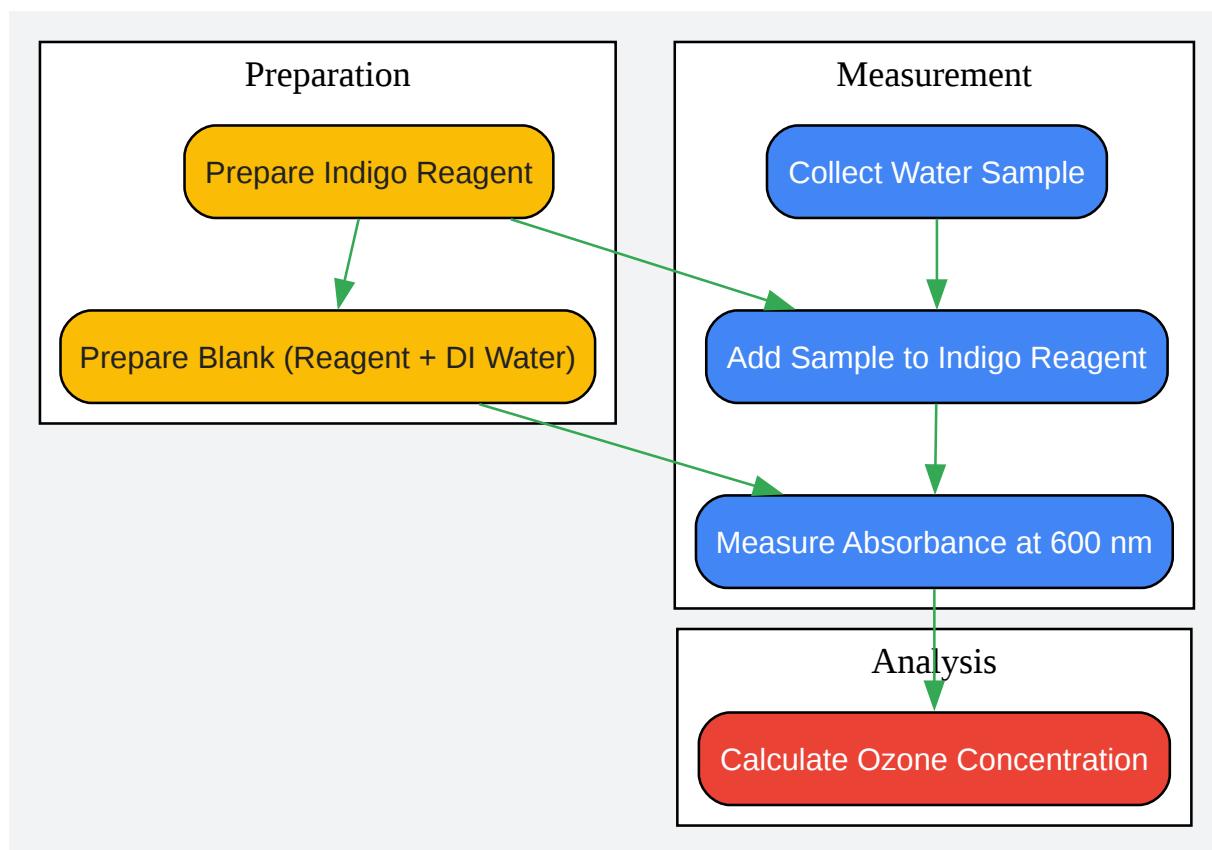 Preparation
Prepare Indigo Reagent
Prepare Blank (Reagent + DI Water)
Measurement
Collect Water Sample
Add Sample to Indigo Reagent
Measure Absorbance at 600 nm
Analysis
Calculate Ozone Concentration